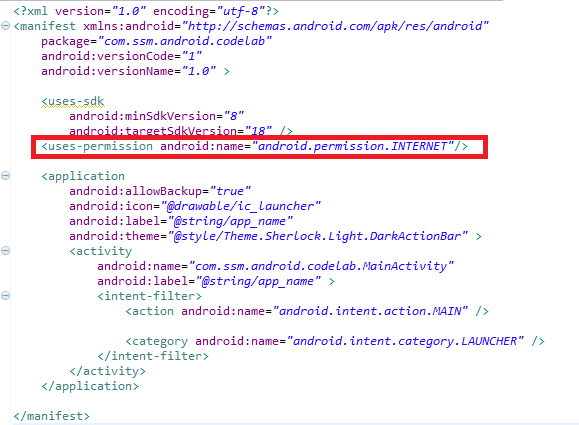 <?xml version="1.0" encoding="utf-8"?>
<manifest xmlns:android="http://schemas.android.com/apk/res/android"
package="com.ssm.android.codelab"
android:versionCode="1"
android:versionName="1.0" >
<uses-sdk
android:minSdkVersion="8"
android:targetSdkVersion="18" />
<uses-permission android:name="android.permission.INTERNET"/>
<application
android:allowBackup="true"
android:icon="@drawable/ic_launcher"
android:label="@string/app_name"
android:theme="@style/Theme.Sherlock.Light.DarkActionBar" >
<activity
android:name="com.ssm.android.codelab.MainActivity"
android:label="@string/app_name" >
<intent-filter>
<action android:name="android.intent.action.MAIN" />
<category android:name="android.intent.category.LAUNCHER" />
</intent-filter>
</activity>
</application>
</manifest>